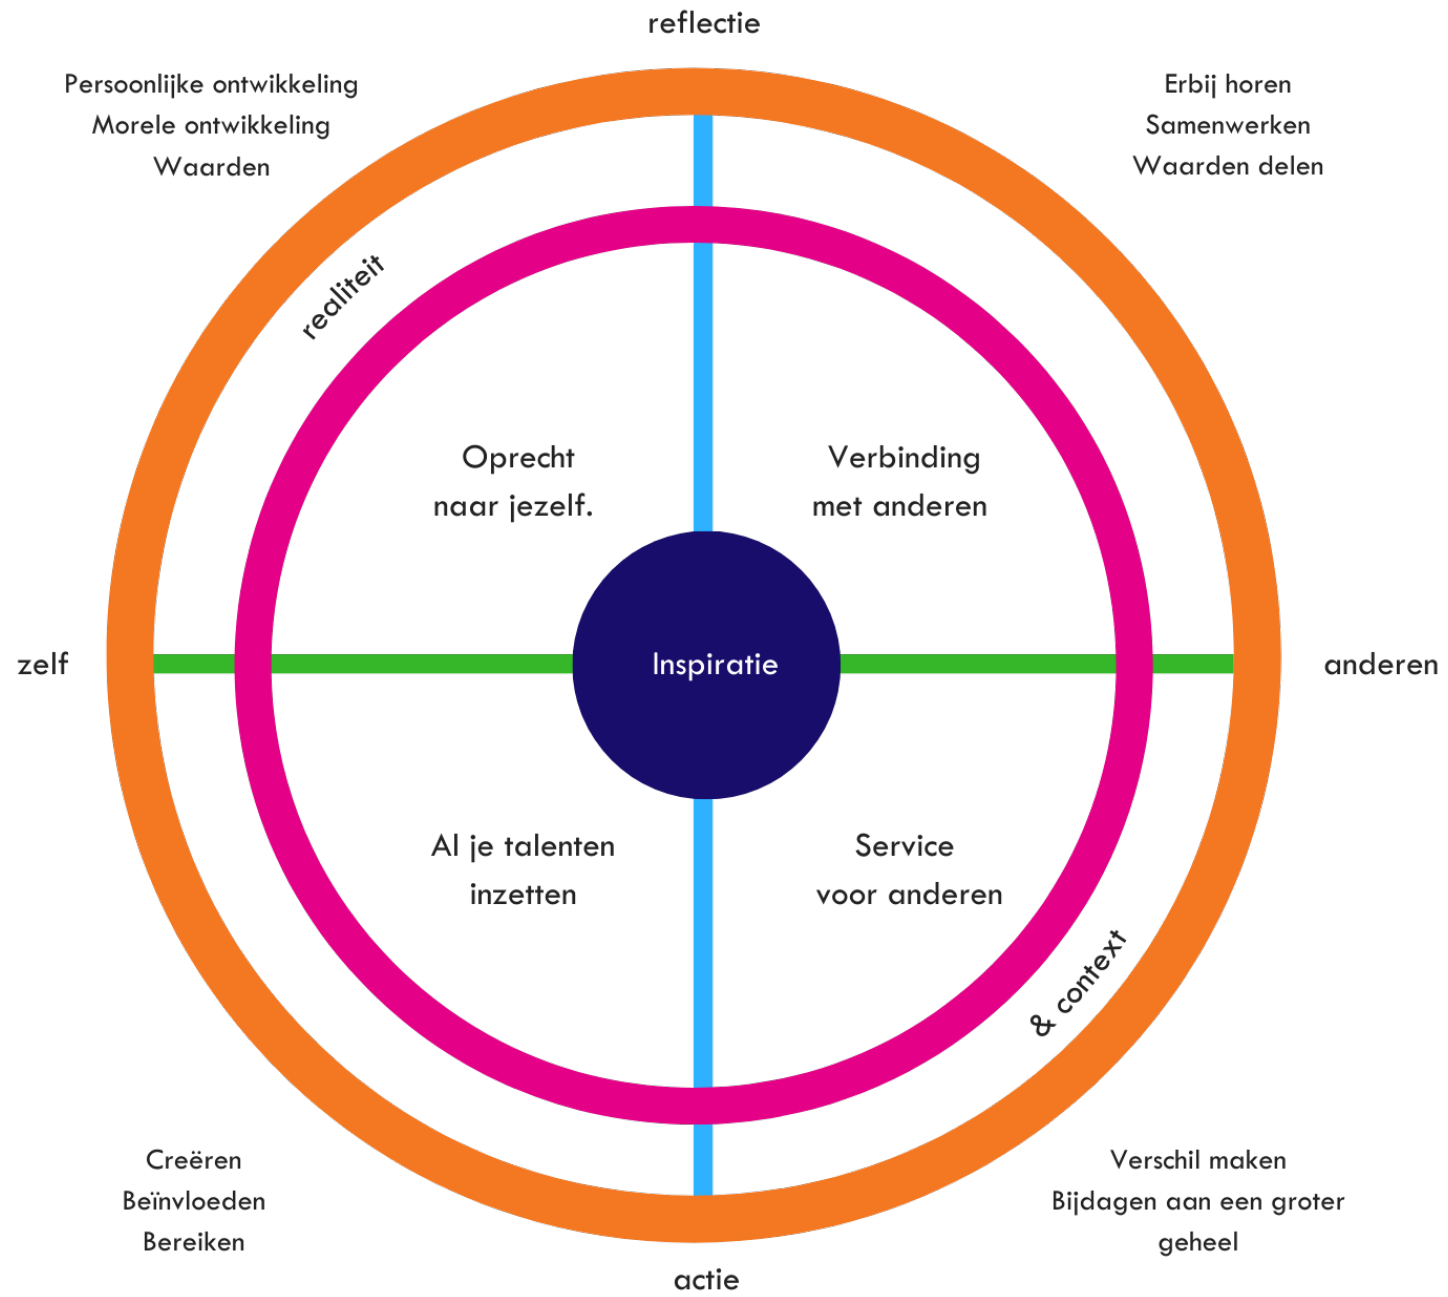 reflectie
Persoonlijke ontwikkeling
Morele ontwikkeling
Waarden
Erbij horen
Samenwerken
Waarden delen
realiteit
Oprecht
naar jezelf.
Verbinding
met anderen
zelf
Inspiratie
anderen
Al je talenten
inzetten
Service
voor anderen
& context
Creëren
Beïnvloeden
Bereiken
Verschil maken
Bijdagen aan een groter
geheel
actie